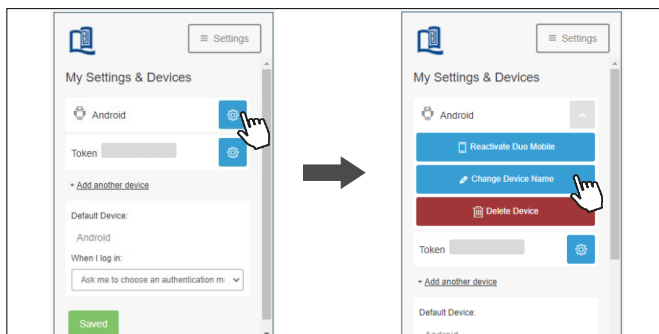 Settings
My Settings & Devices
Android
Token
+ Add another device
Default Device:
Android
When I log in:
Ask me to choose an authentication m
Saved
Settings
My Settings & Devices
Android
Reactivate Duo Mobile
Change Device Name
Delete Device
Token
+ Add another device
Default Device:
Android